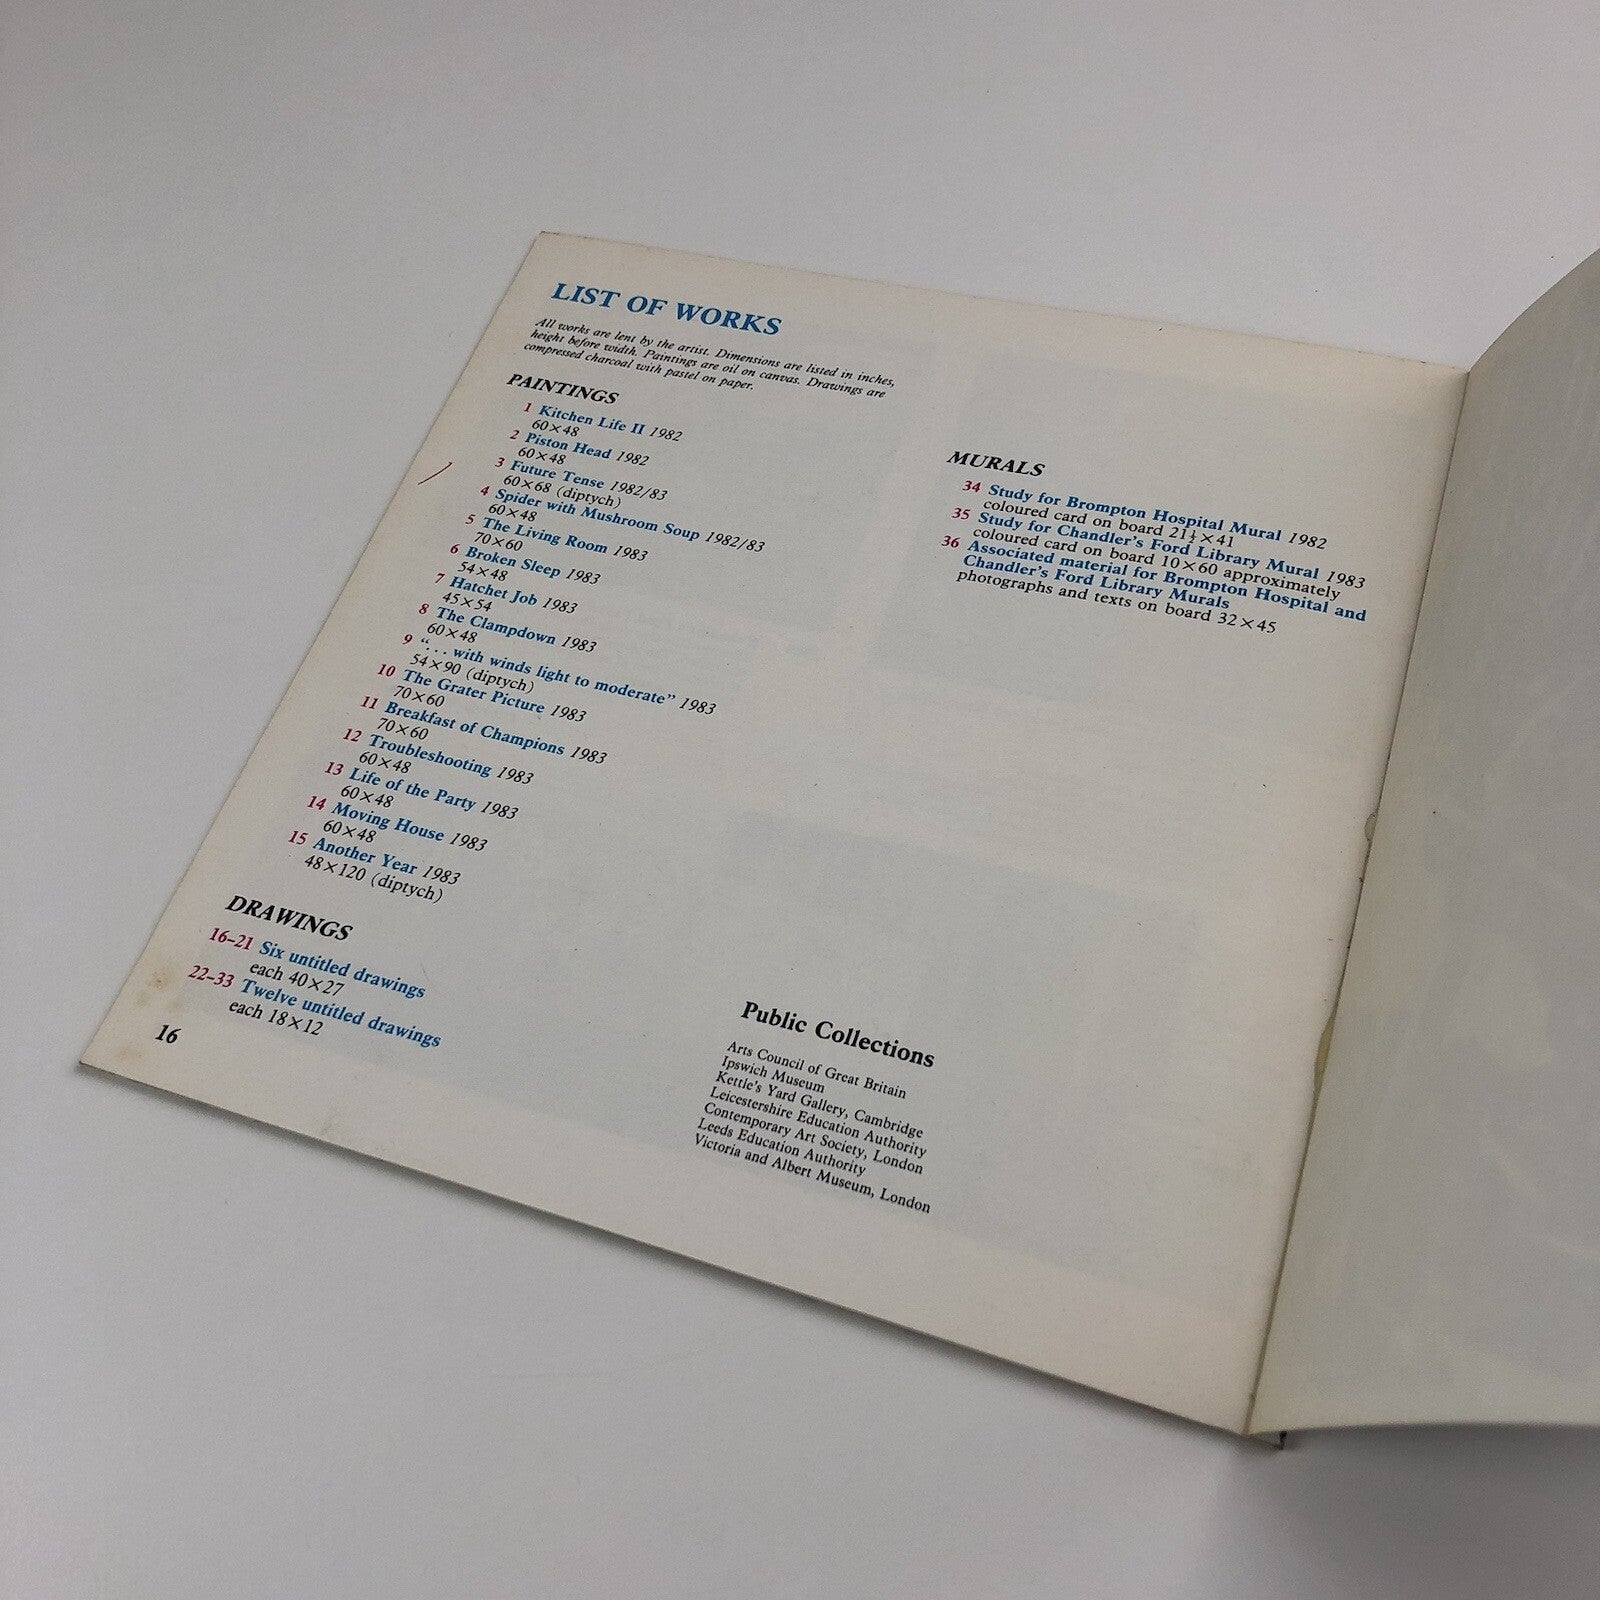 LIST OF WORKS
All works are lent by the artist. Dimensions are listed in inches,
height before width. Paintings are oil on canvas. Drawings are
compressed charcoal with pastel on paper.
PAINTINGS
1 Kitchen Life II 1982
60×48
2 Piston Head 1982
60×48
3 Future Tense 1982/83
60×68 (diptych)
4 Spider with Mushroom Soup 1982/83
60×48
5 The Living Room 1983
70×60
6 Broken Sleep 1983
54×48
7 Hatchet Job 1983
45×54
8 The Clampdown 1983
60×48
9 “... with winds light to moderate” 1983
54×90 (diptych)
10 The Grater Picture 1983
70×60
11 Breakfast of Champions 1983
70×60
12 Troubleshooting 1983
60×48
13 Life of the Party 1983
60×48
14 Moving House 1983
60×48
15 Another Year 1983
48×120 (diptych)
DRAWINGS
16–21 Six untitled drawings
each 40×27
22–33 Twelve untitled drawings
each 18×12
16
MURALS
34 Study for Brompton Hospital Mural 1982
coloured card on board 21½×41
35 Study for Chandler's Ford Library Mural 1983
coloured card on board 10×60 approximately
36 Associated material for Brompton Hospital and
Chandler's Ford Library Murals
photographs and texts on board 32×45
Public Collections
Arts Council of Great Britain
Ipswich Museum
Kettle's Yard Gallery, Cambridge
Leicestershire Education Authority
Contemporary Art Society, London
Leeds Education Authority
Victoria and Albert Museum, London